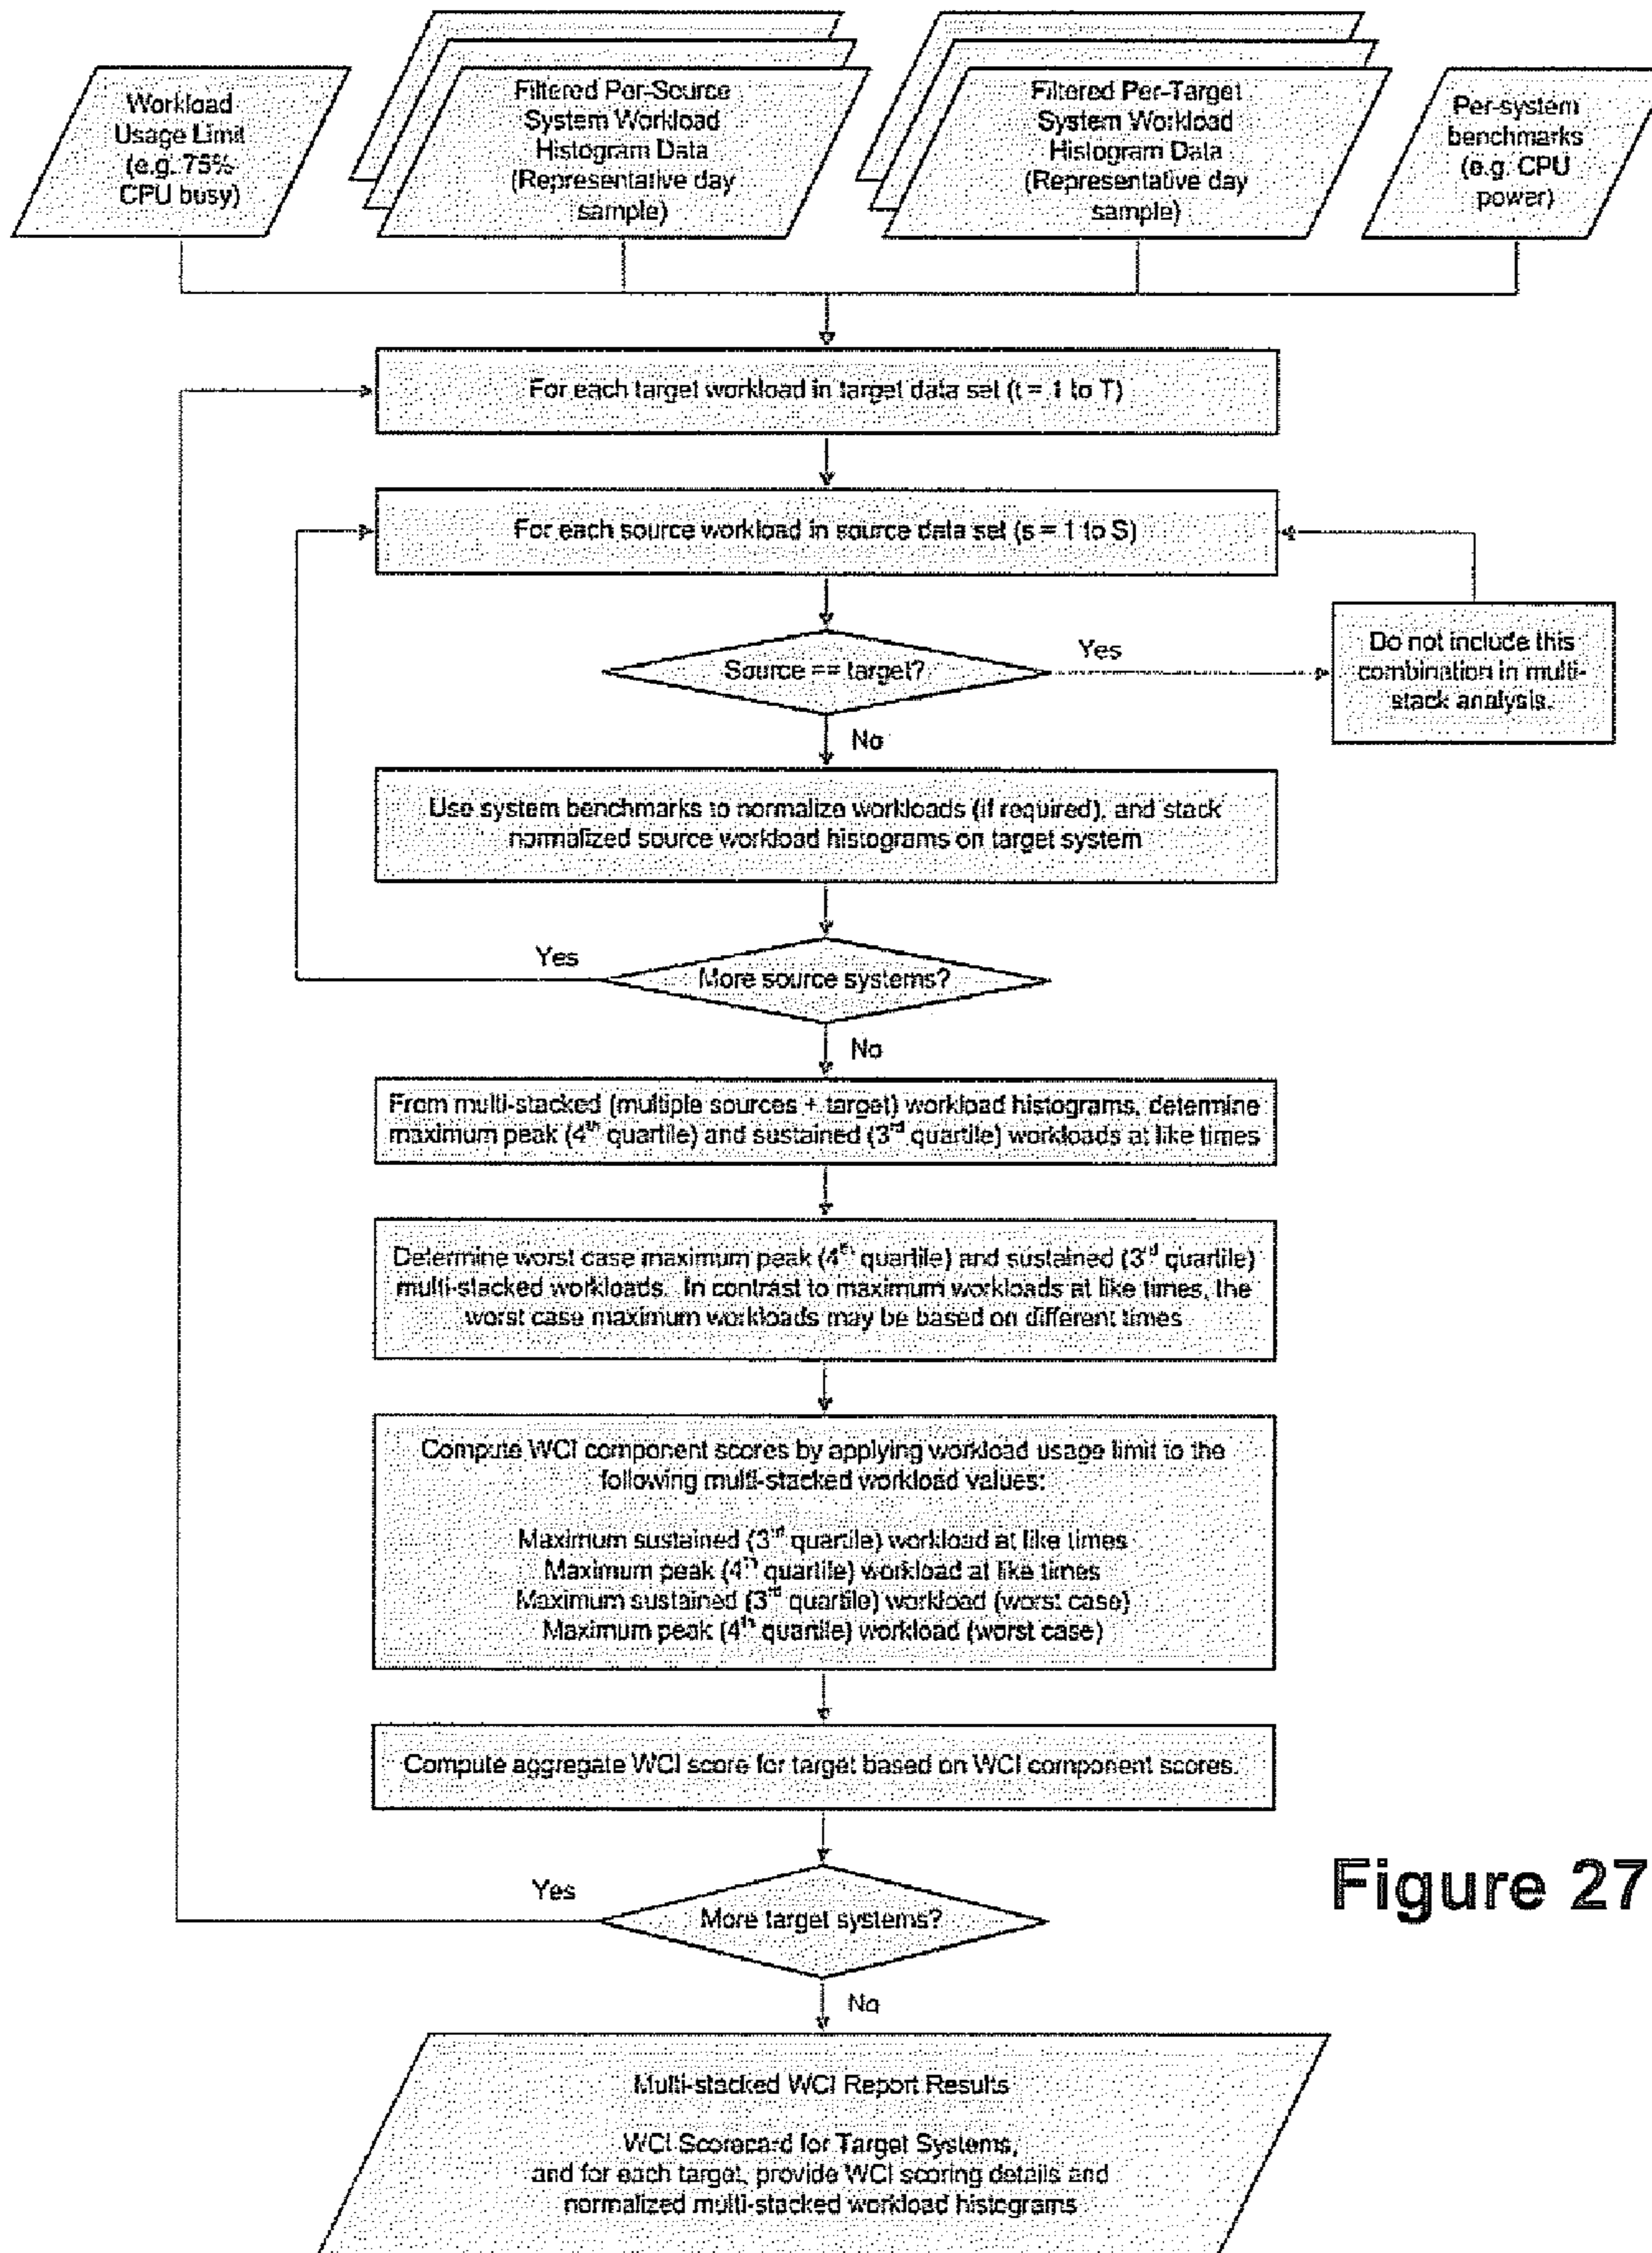 Workload
Usage Limit
(e.g. 75%
CPU busy)
Filtered Per-Source
System Workload
Histogram Data
(Representative day
sample)
Filtered Per-Target
System Workload
Histogram Data
(Representative day
sample)
Per-system
benchmarks
(e.g. CPU
power)
For each target workload in target data set (t = 1 to T)
For each source workload in source data set (s = 1 to S)
Source == target?
Yes
Do not include this
combination in multi-
stack analysis.
No
Use system benchmarks to normalize workloads (if required), and stack
normalized source workload histograms on target system
More source systems?
Yes
No
From multi-stacked (multiple sources + target) workload histograms, determine
maximum peak (4th quartile) and sustained (3rd quartile) workloads at like times
Determine worst case maximum peak (4th quartile) and sustained (3rd quartile)
multi-stacked workloads. In contrast to maximum workloads at like times, the
worst case maximum workloads may be based on different times
Compute WCI component scores by applying workload usage limit to the
following multi-stacked workload values:
Maximum sustained (3rd quartile) workload at like times
Maximum peak (4th quartile) workload at like times
Maximum sustained (3rd quartile) workload (worst case)
Maximum peak (4th quartile) workload (worst case)
Compute aggregate WCI score for target based on WCI component scores.
Figure 27
Yes
More target systems?
No
Multi-stacked WCI Report Results
WCI Scorecard for Target Systems,
and for each target, provide WCI scoring details and
normalized multi-stacked workload histograms